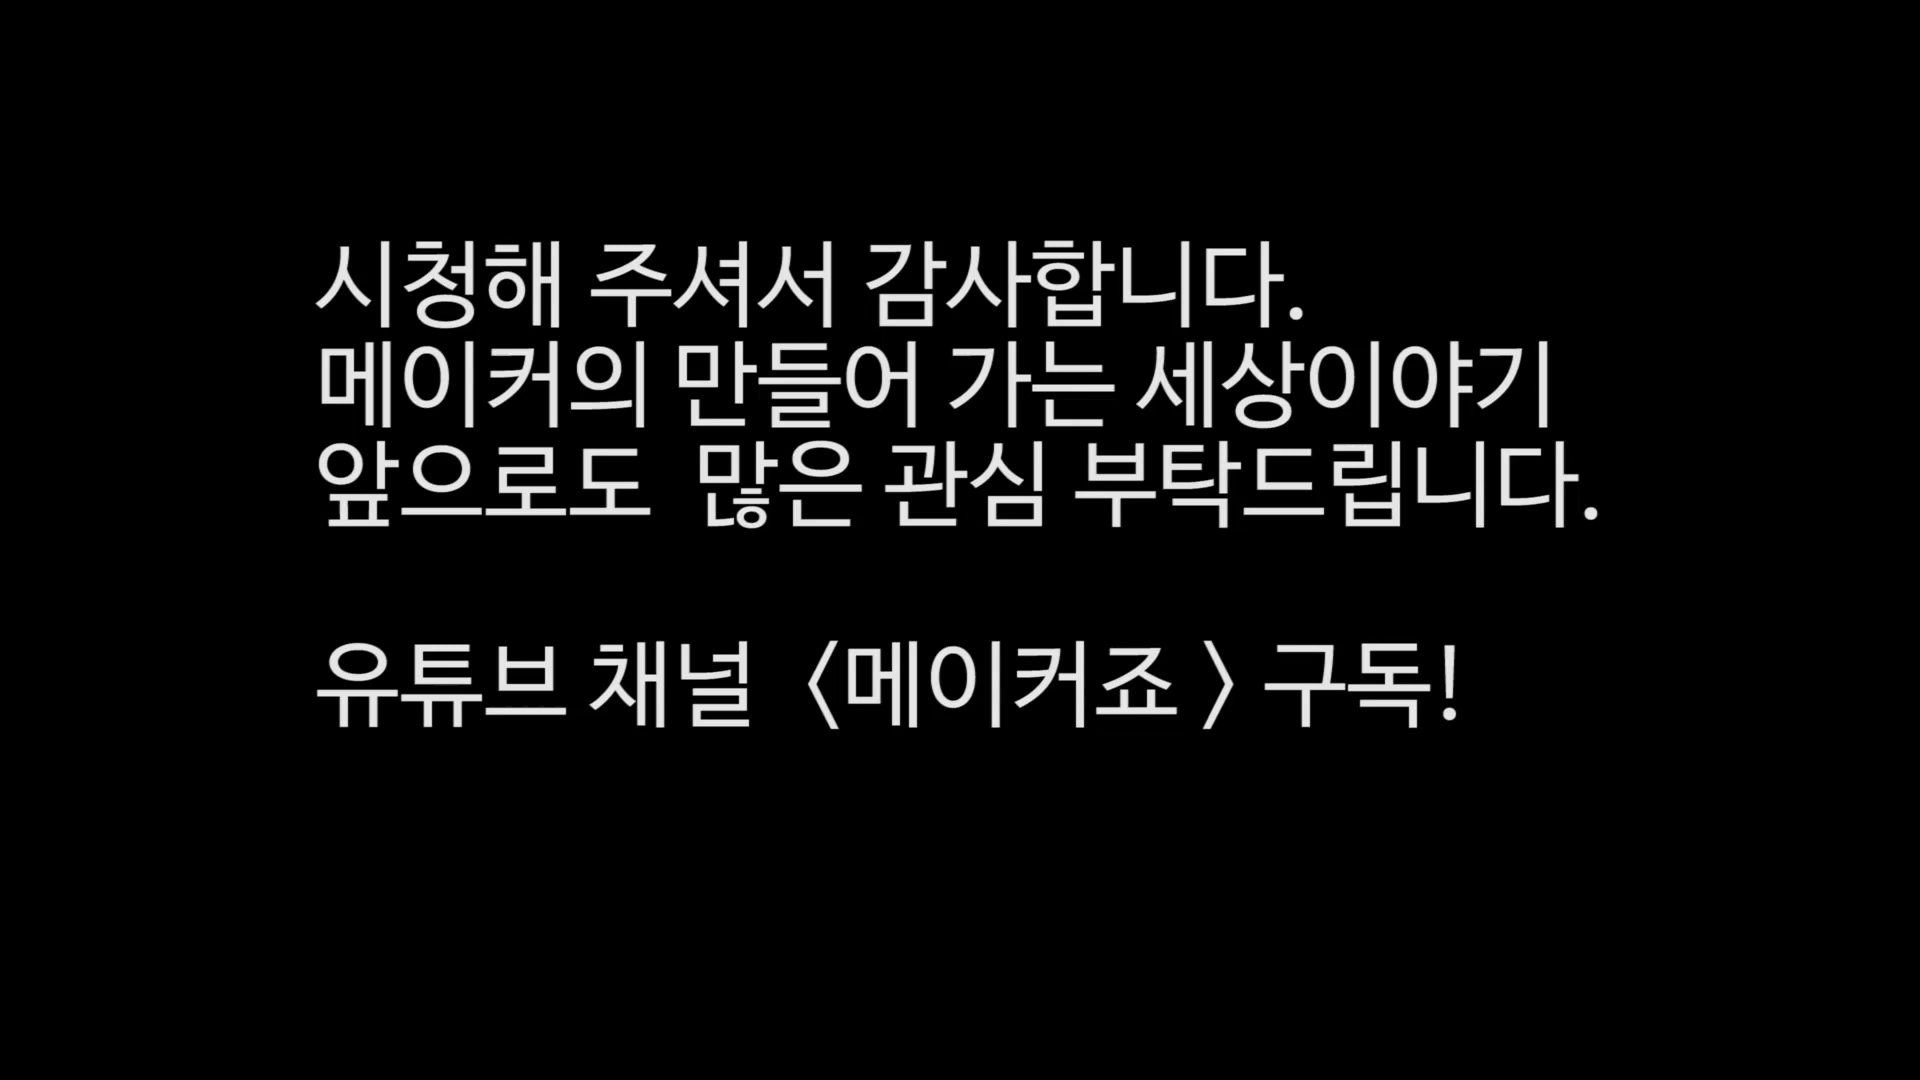 시청해 주셔서 감사합니다.
메이커의 만들어 가는 세상이야기
앞으로도 많은 관심 부탁드립니다.
유튜브 채널 〈메이커죠 〉 구독!